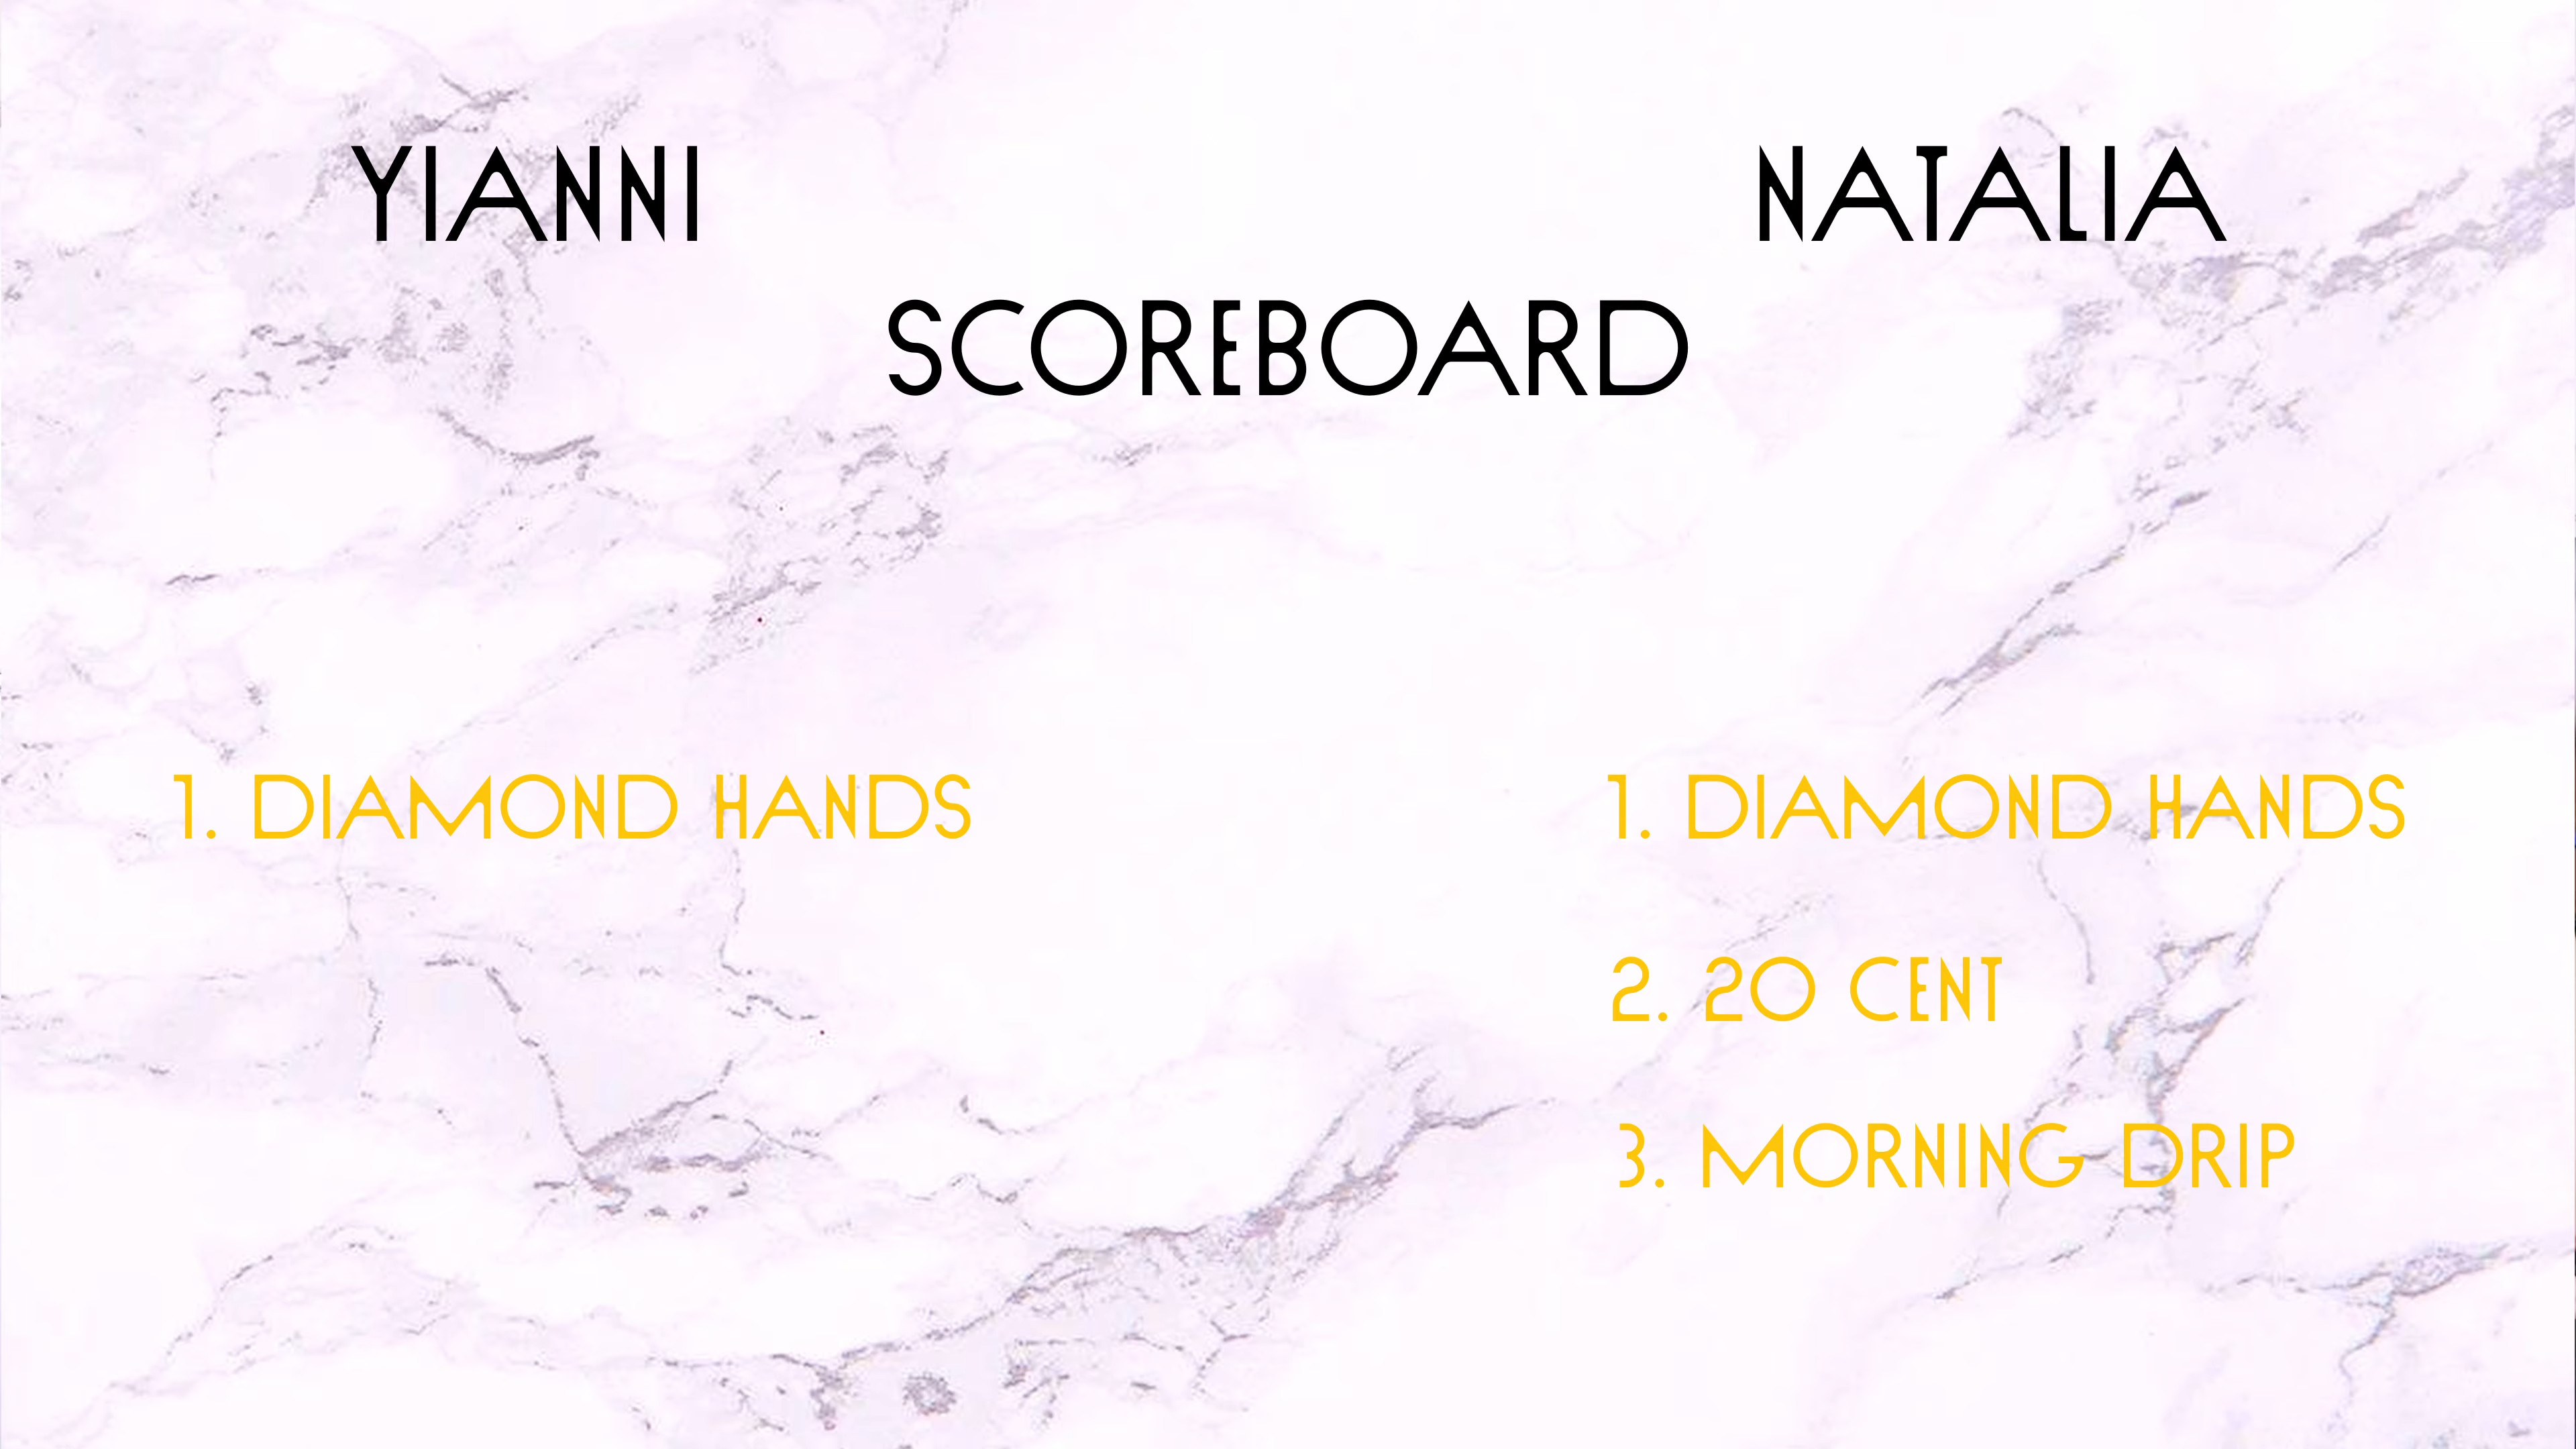 YIANNI
NATALIA
SCOREBOARD
1. DIAMOND HANDS
1. DIAMOND HANDS
2. 20 CENT
3. MORNING DRIP